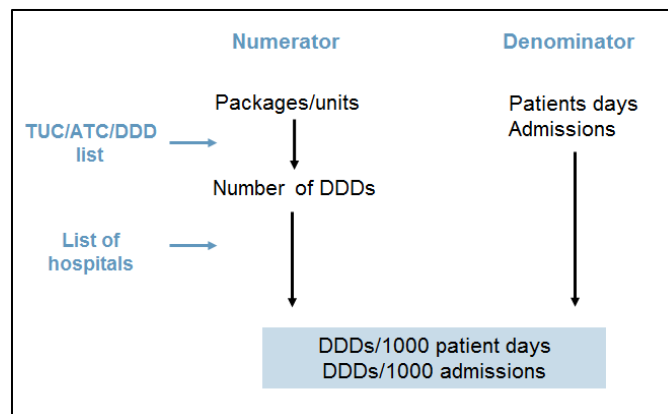 Numerator
Denominator
Packages/units
Patients days
Admissions
TUC/ATC/DDD
list
Number of DDDs
List of
hospitals
DDDs/1000 patient days
DDDs/1000 admissions